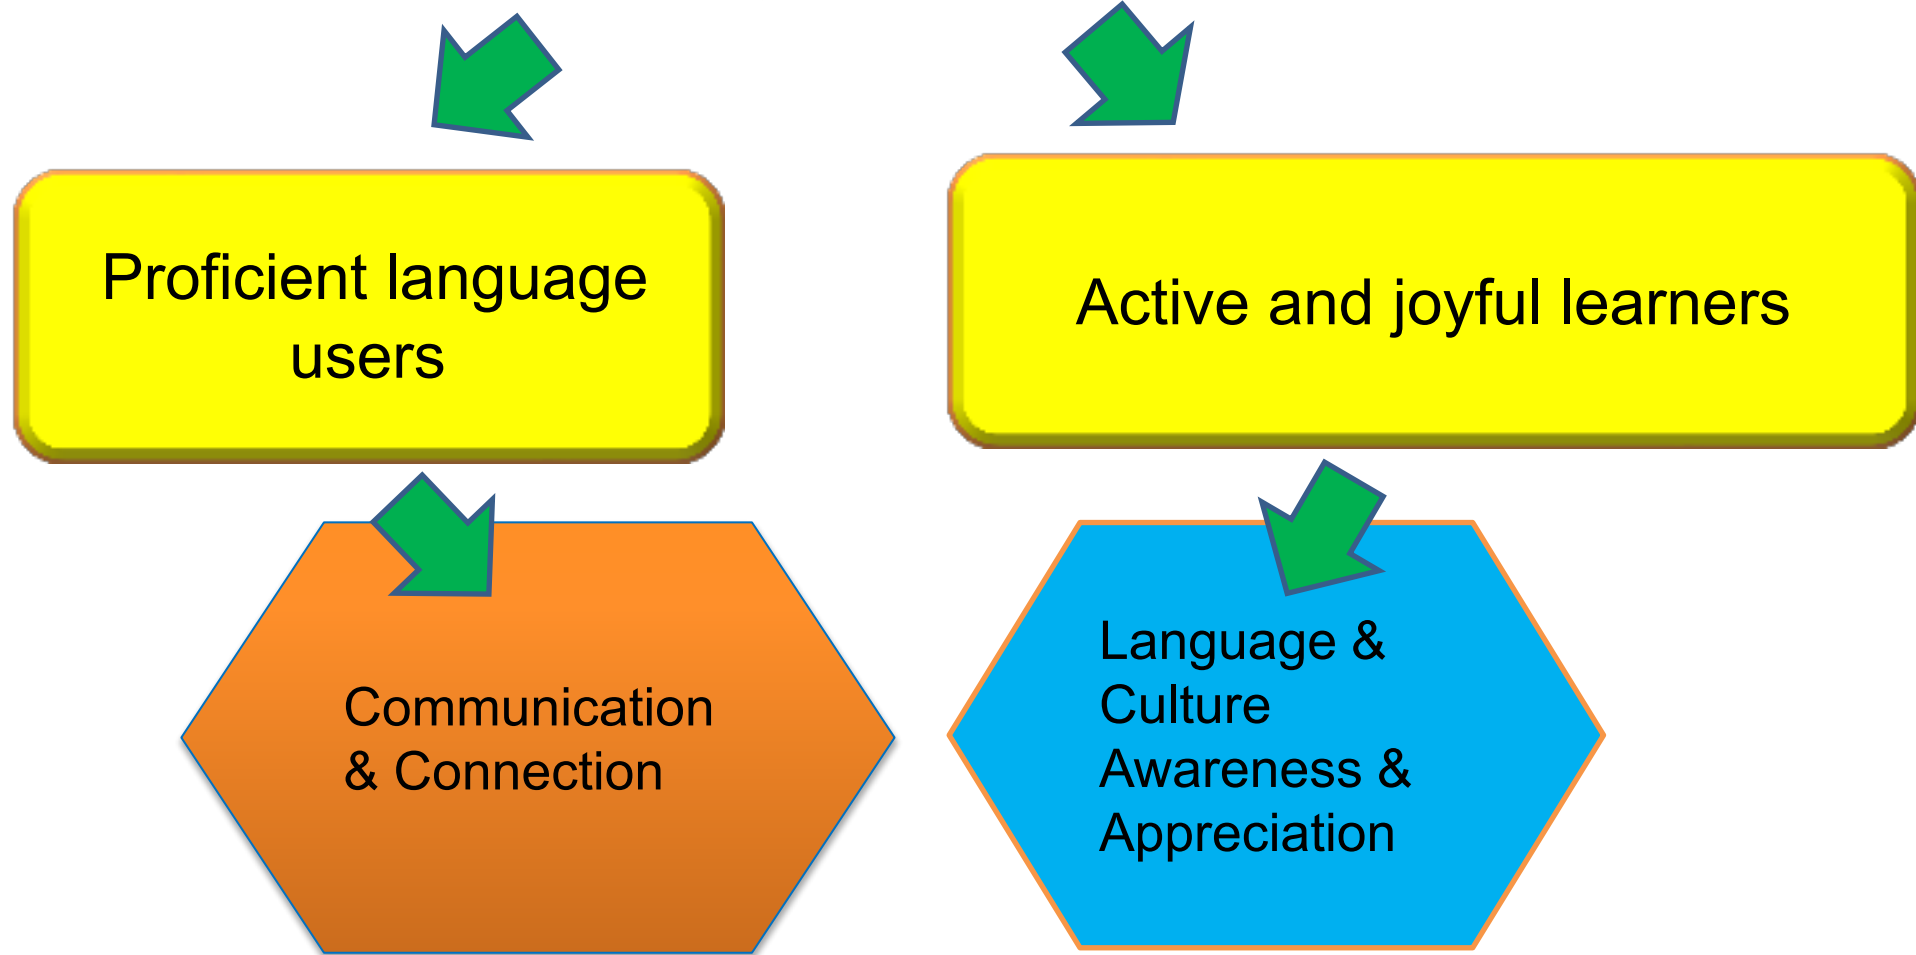 Proficient language
users
Active and joyful learners
Communication
& Connection
Language &
Culture
Awareness &
Appreciation